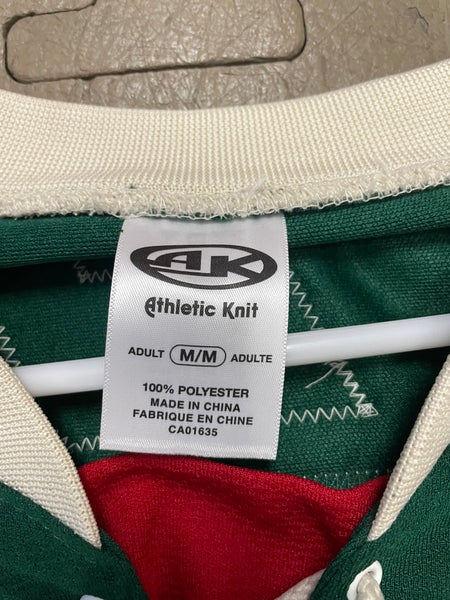 AK
Athletic Knit
ADULT M/M ADULTE
100% POLYESTER
MADE IN CHINA
FABRIQUE EN CHINE
CA01635